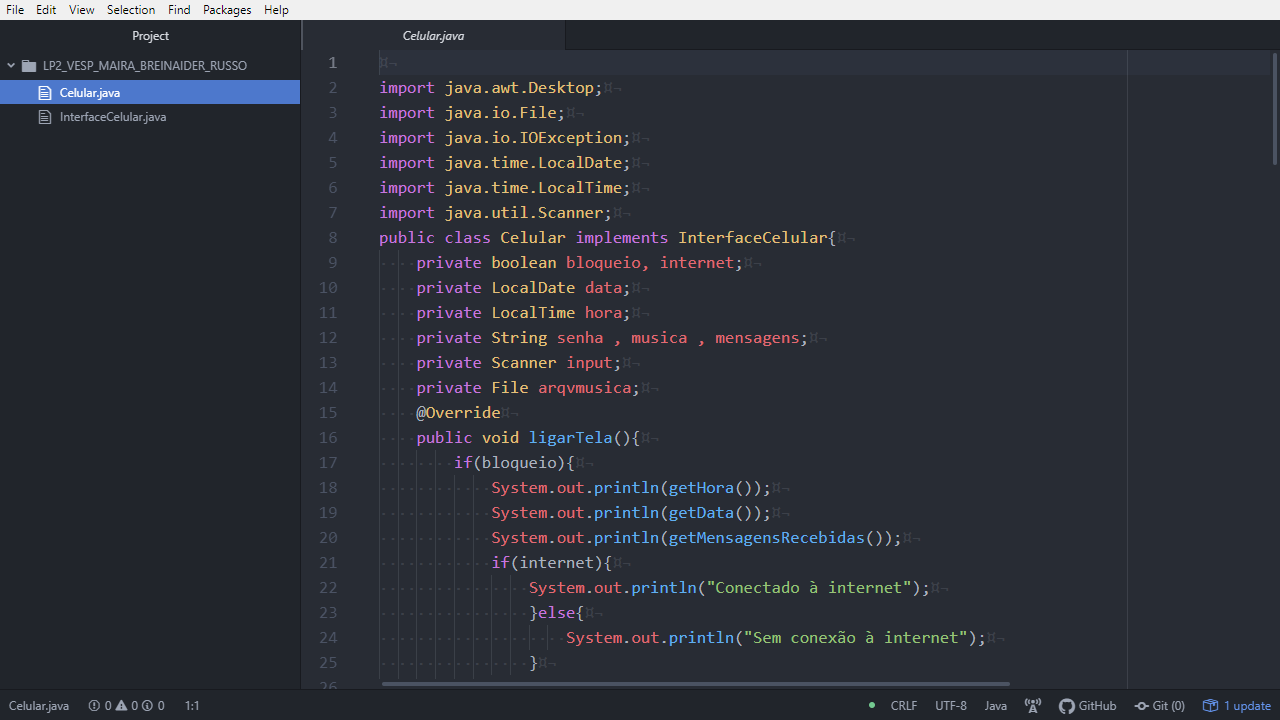 File Edit View Selection Find Packages Help
Project
Celular.java
LP2_VESP_MAIRA_BREINAIDER_RUSSO
Celular.java
InterfaceCelular.java
1
2 import java.awt.Desktop;
3 import java.io.File;
4 import java.io.IOException;
5 import java.time.LocalDate;
6 import java.time.LocalTime;
7 import java.util.Scanner;
8 public class Celular implements InterfaceCelular{
9 private boolean bloqueio, internet;
10 private LocalDate data;
11 private LocalTime hora;
12 private String senha , musica , mensagens;
13 private Scanner input;
14 private File arqvmusica;
15 @Override
16 public void ligarTela(){
17 if(bloqueio){
18 System.out.println(getHora());
19 System.out.println(getData());
20 System.out.println(getMensagensRecebidas());
21 if(internet){
22 System.out.println("Conectado à internet");
23 }else{
24 System.out.println("Sem conexão à internet");
25 }
26
Celular.java 0 0 0 1:1 CRLF UTF-8 Java GitHub Git (0) 1 update